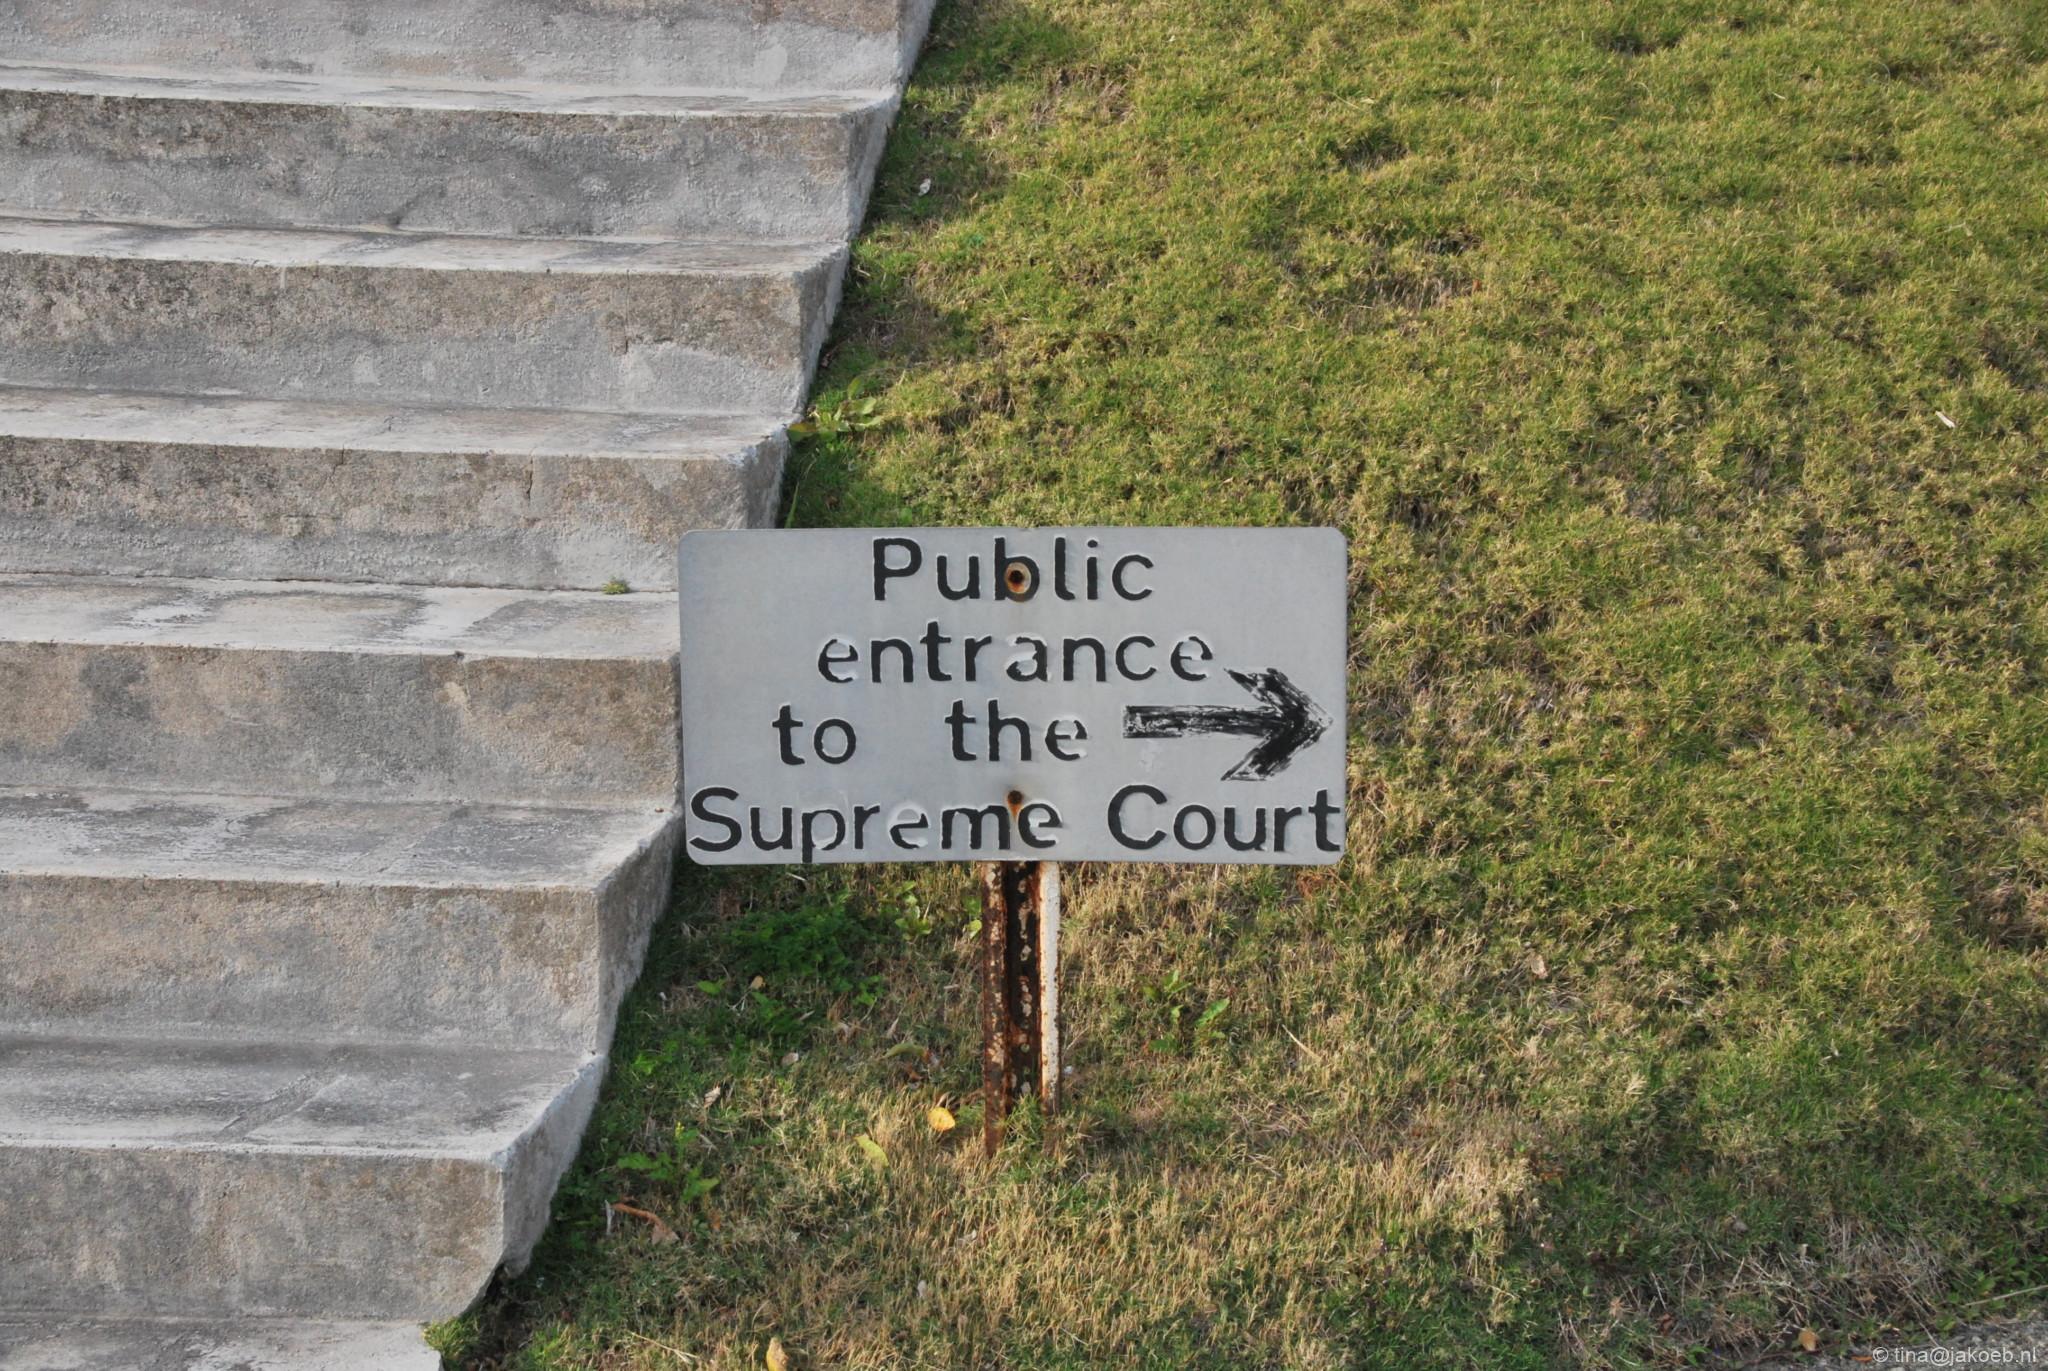 Public
entrance
to the
Supreme Court
© tina@jakoeb.nl